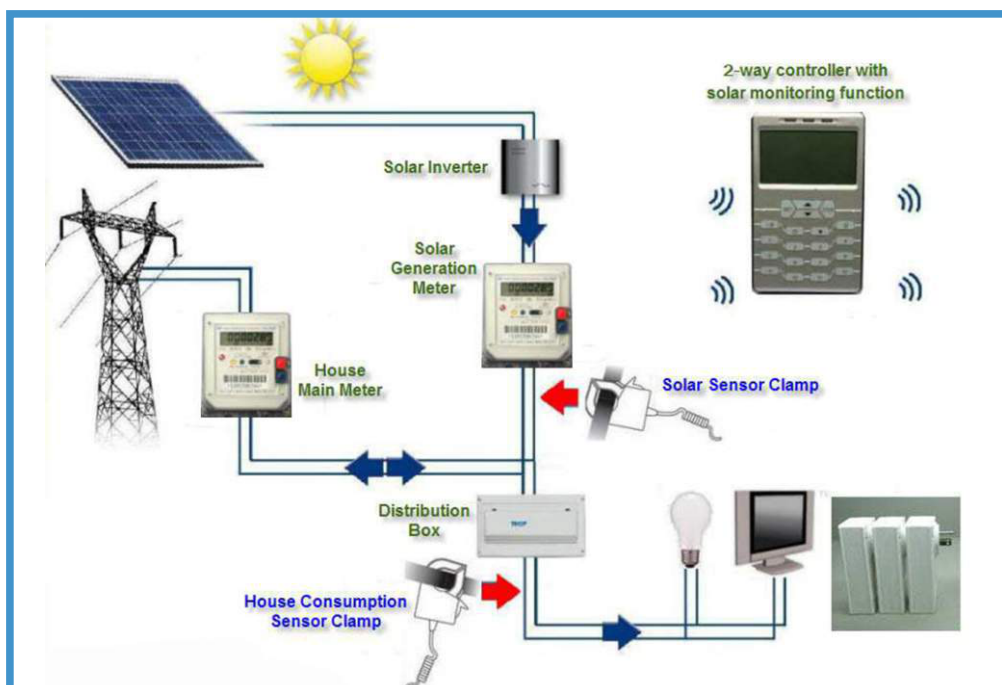 2-way controller with
solar monitoring function
Solar Inverter
Solar
Generation
Meter
House
Main Meter
Solar Sensor Clamp
Distribution
Box
House Consumption
Sensor Clamp